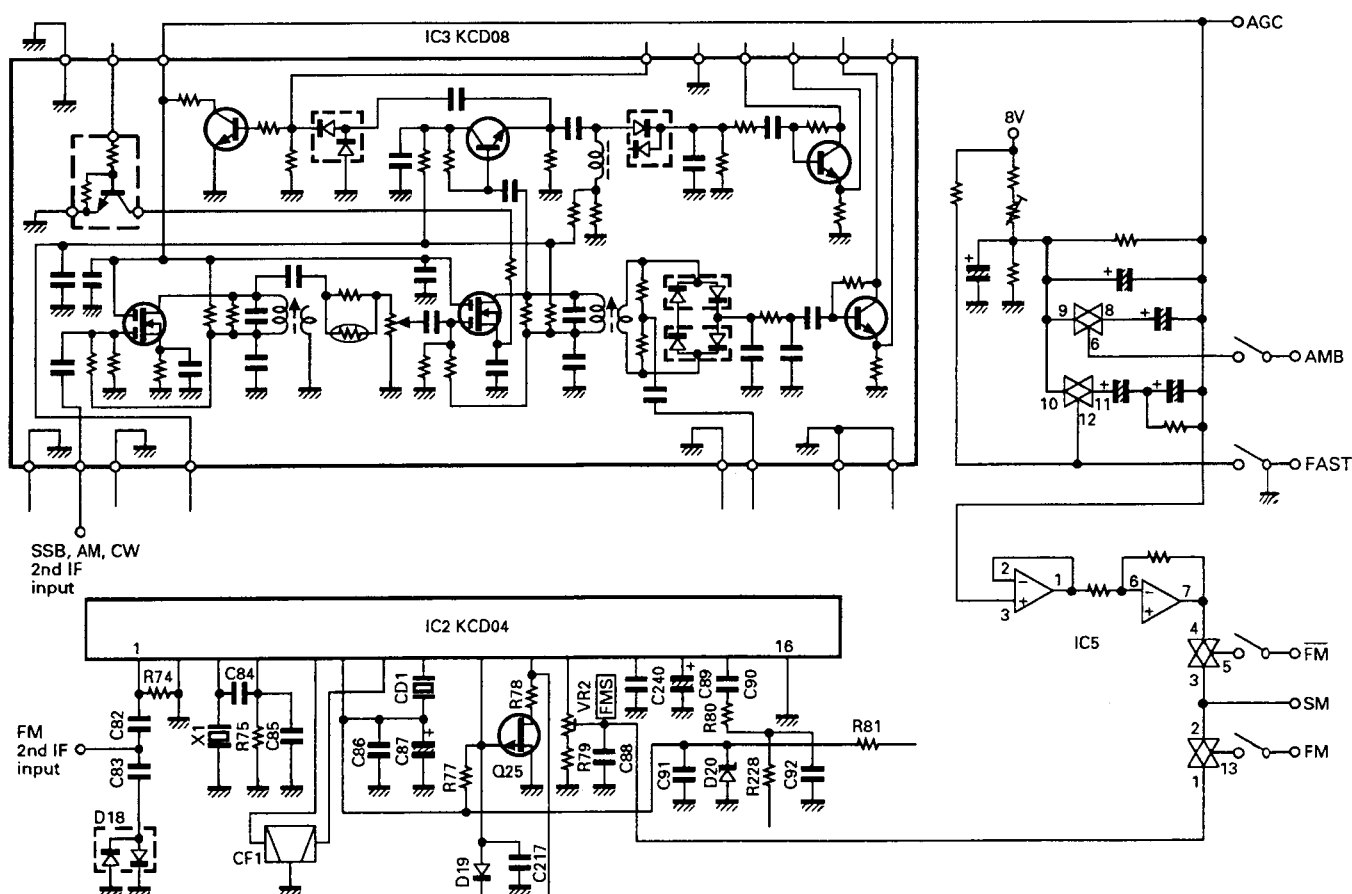 AGC
IC3 KCD08
8V
9
8
+
6
AMB
10
11
+
+
12
FAST
SSB, AM, CW
2nd IF
input
2
1
6
7
3
IC5
4
5
FM
3
SM
2
13
FM
1
IC2 KCD04
1
16
R74
C84
CD1
R78
VR2
FMS
C240
C89
C90
C82
X1
R75
C85
C86
C87
R77
Q25
R79
C88
R80
R81
FM
2nd IF
input
C83
C91
D20
R228
C92
D18
CF1
D19
C217